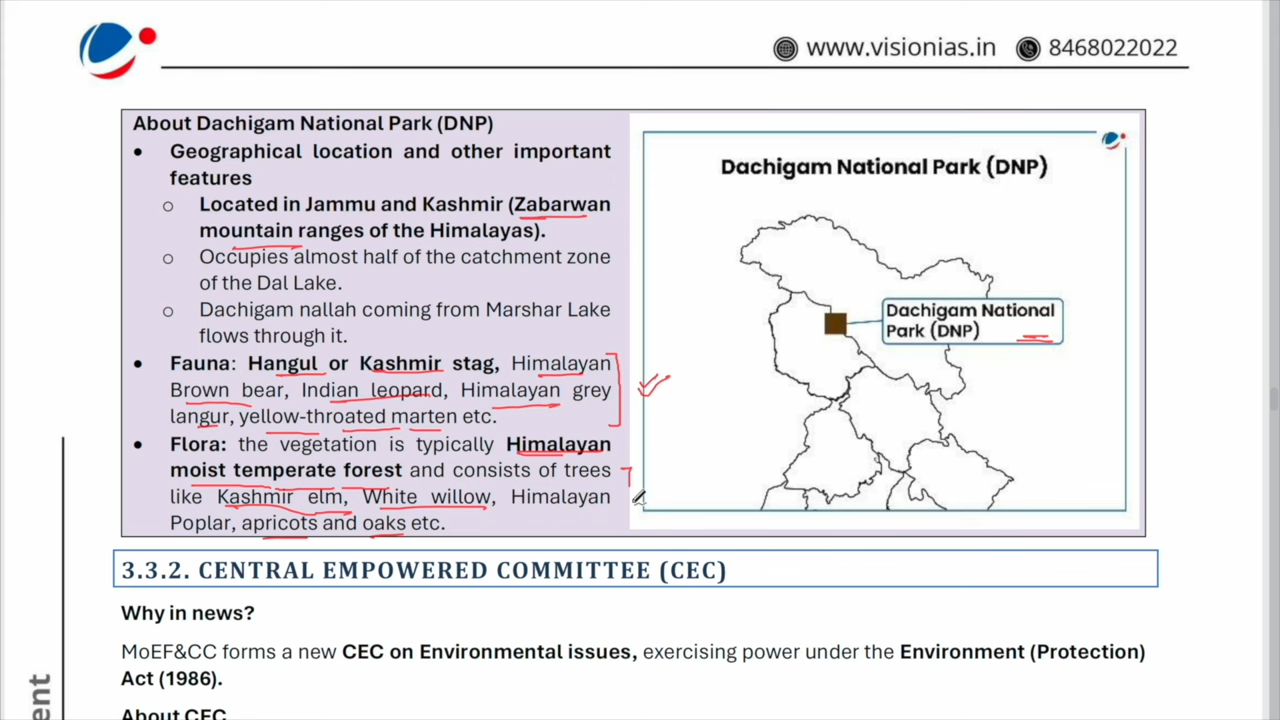 www.visionias.in 8468022022
About Dachigam National Park (DNP)
• Geographical location and other important
features
o Located in Jammu and Kashmir (Zabarwan
mountain ranges of the Himalayas).
o Occupies almost half of the catchment zone
of the Dal Lake.
o Dachigam nallah coming from Marshar Lake
flows through it.
• Fauna: Hangul or Kashmir stag, Himalayan
Brown bear, Indian leopard, Himalayan grey
langur, yellow-throated marten etc.
• Flora: the vegetation is typically Himalayan
moist temperate forest and consists of trees
like Kashmir elm, White willow, Himalayan
Poplar, apricots and oaks etc.
Dachigam National Park (DNP)
Dachigam National
Park (DNP)
3.3.2. CENTRAL EMPOWERED COMMITTEE (CEC)
Why in news?
MoEF&CC forms a new CEC on Environmental issues, exercising power under the Environment (Protection)
Act (1986).
About CEC
ent